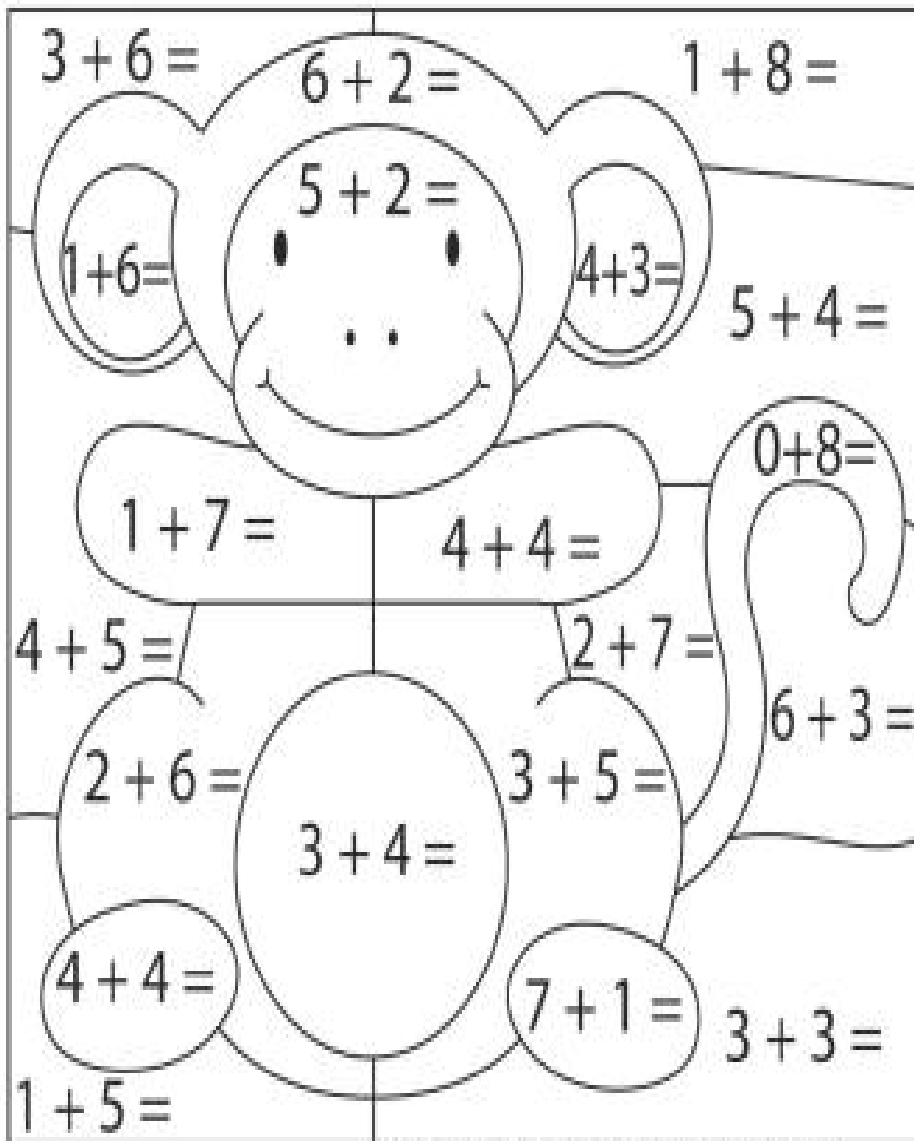 3 + 6 =
6 + 2 =
1 + 8 =
5 + 2 =
1+6=
4+3=
5 + 4 =
0+8=
1 + 7 =
4 + 4 =
4 + 5 =
2 + 7 =
6 + 3 =
2 + 6 =
3 + 5 =
3 + 4 =
4 + 4 =
7 + 1 =
3 + 3 =
1 + 5 =